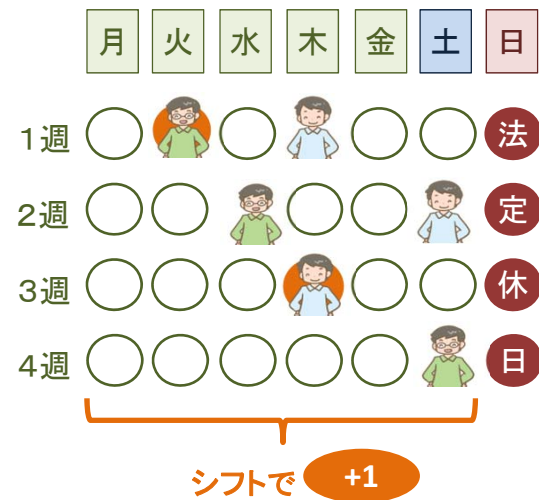 月 火 水 木 金 土 日
1週 法
2週 定
3週 休
4週 日
シフトで +1